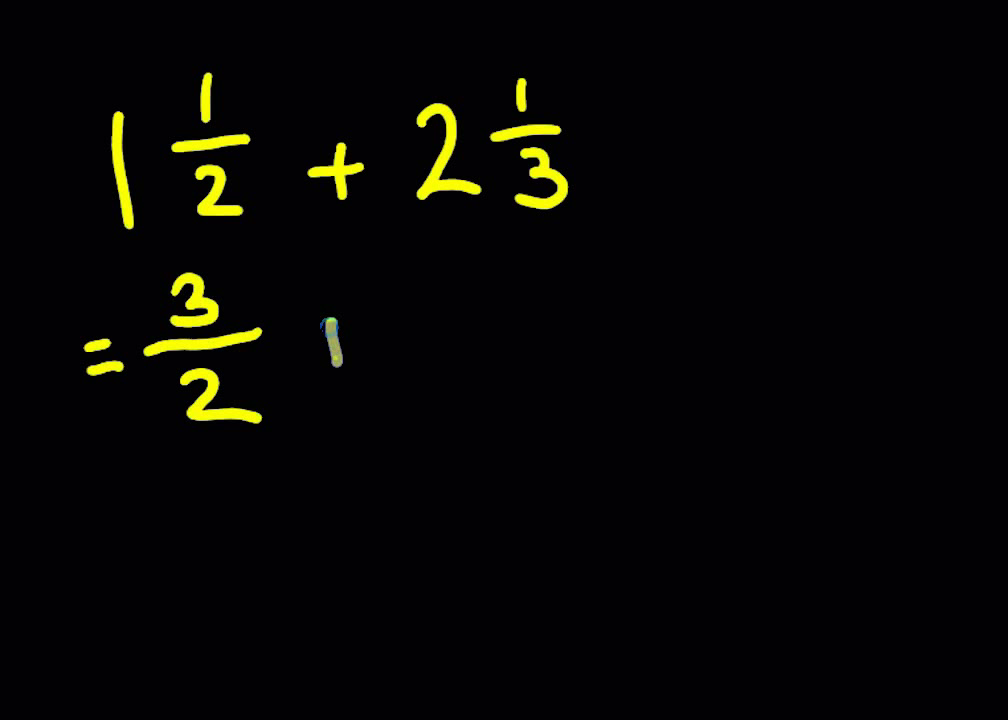 1 1/2 + 2 1/3
= 3/2